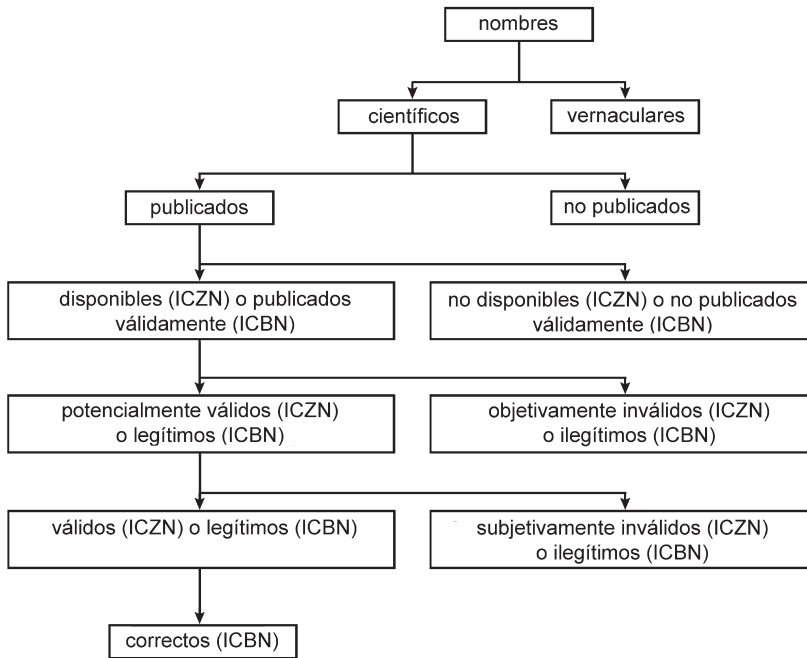 nombres
científicos
vernaculares
publicados
no publicados
disponibles (ICZN) o publicados
válidamente (ICBN)
no disponibles (ICZN) o no publicados
válidamente (ICBN)
potencialmente válidos (ICZN)
o legítimos (ICBN)
objetivamente inválidos (ICZN)
o ilegítimos (ICBN)
válidos (ICZN) o legítimos (ICBN)
subjetivamente inválidos (ICZN)
o ilegítimos (ICBN)
correctos (ICBN)